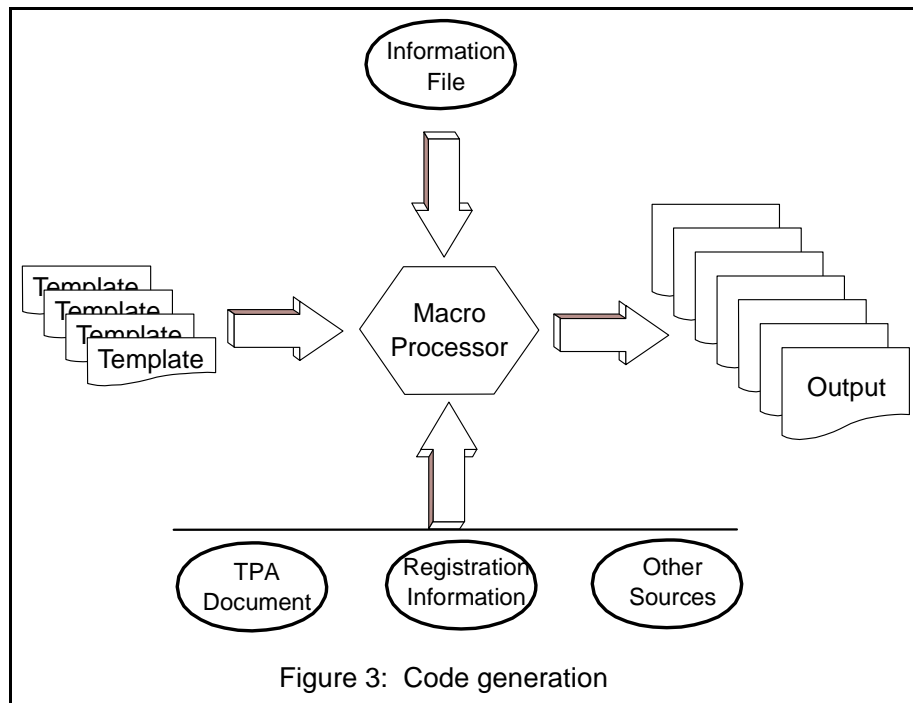 Information
File
Template
Template
Template
Template
Macro
Processor
Output
TPA
Document
Registration
Information
Other
Sources
Figure 3: Code generation